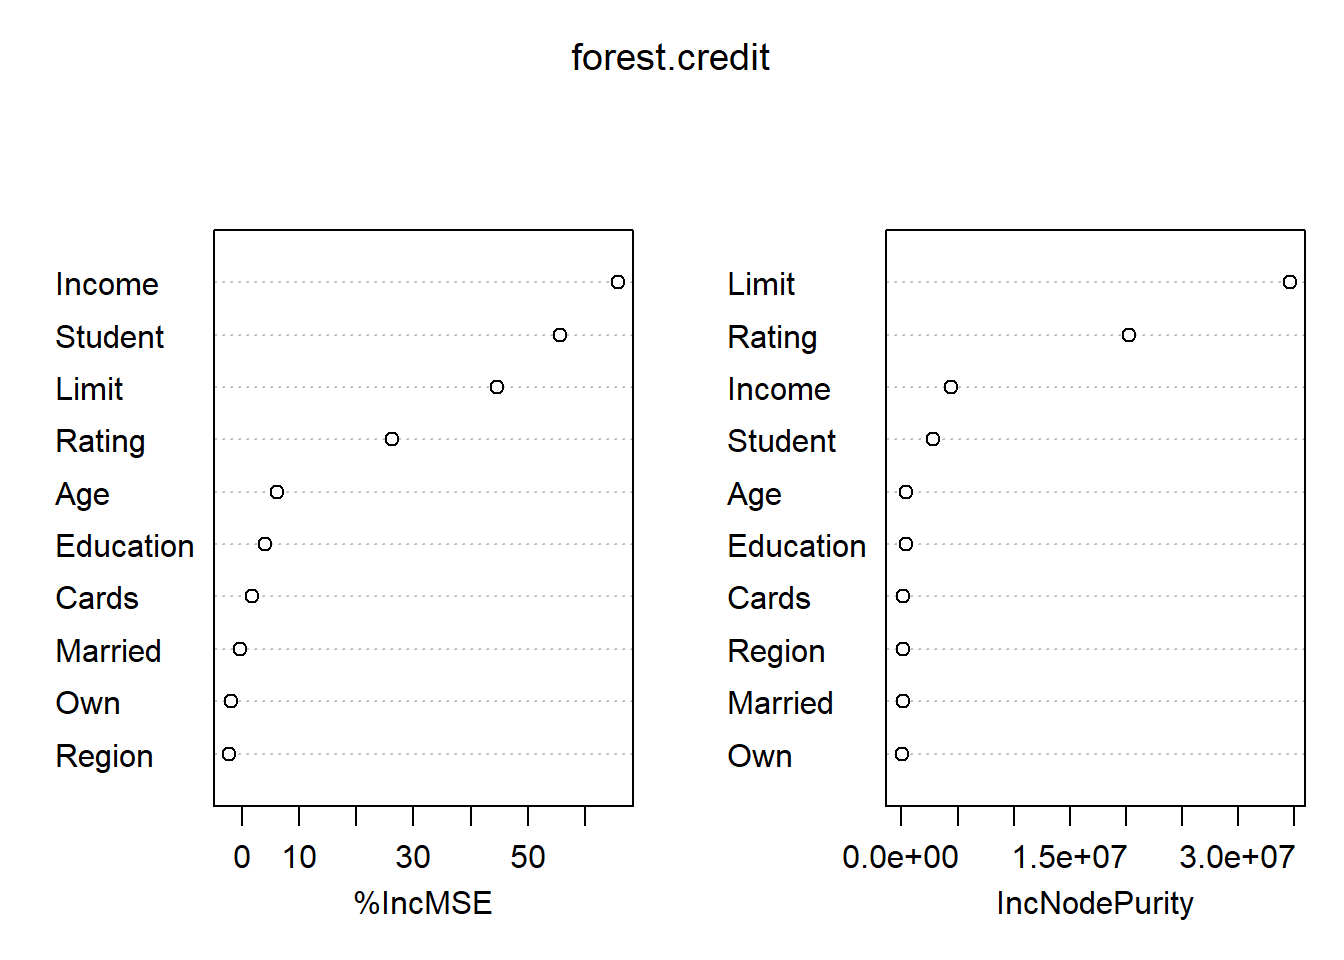 forest.credit
Income
Student
Limit
Rating
Age
Education
Cards
Married
Own
Region
0 10 30 50
%IncMSE
Limit
Rating
Income
Student
Age
Education
Cards
Region
Married
Own
0.0e+00 1.5e+07 3.0e+07
IncNodePurity